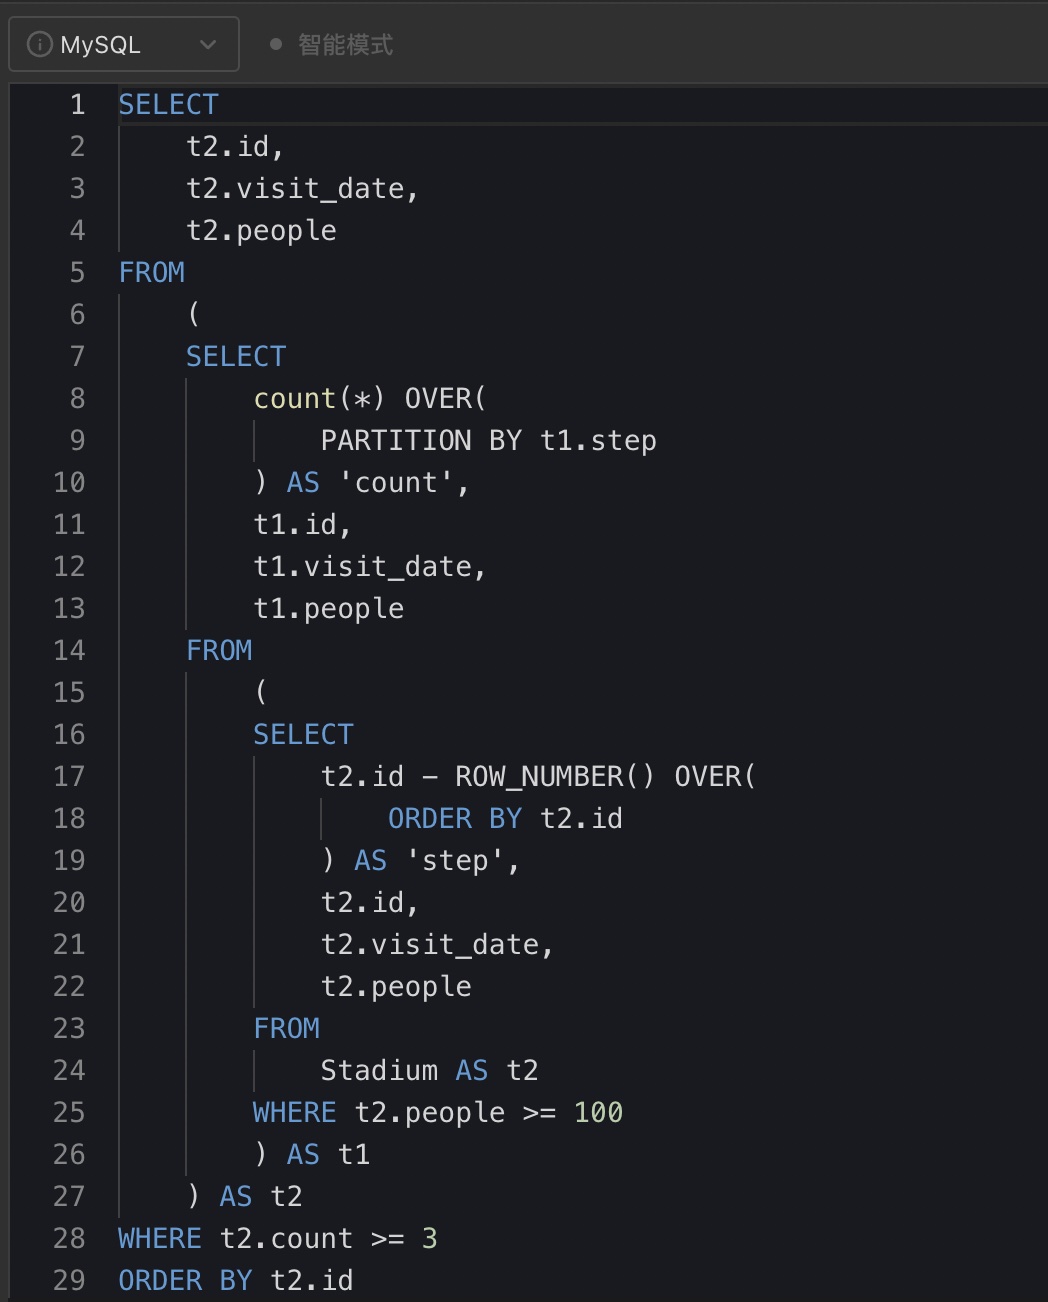 MySQL 智能模式
1 SELECT
2 t2.id,
3 t2.visit_date,
4 t2.people
5 FROM
6 (
7 SELECT
8 count(*) OVER(
9 PARTITION BY t1.step
10 ) AS 'count',
11 t1.id,
12 t1.visit_date,
13 t1.people
14 FROM
15 (
16 SELECT
17 t2.id - ROW_NUMBER() OVER(
18 ORDER BY t2.id
19 ) AS 'step',
20 t2.id,
21 t2.visit_date,
22 t2.people
23 FROM
24 Stadium AS t2
25 WHERE t2.people >= 100
26 ) AS t1
27 ) AS t2
28 WHERE t2.count >= 3
29 ORDER BY t2.id